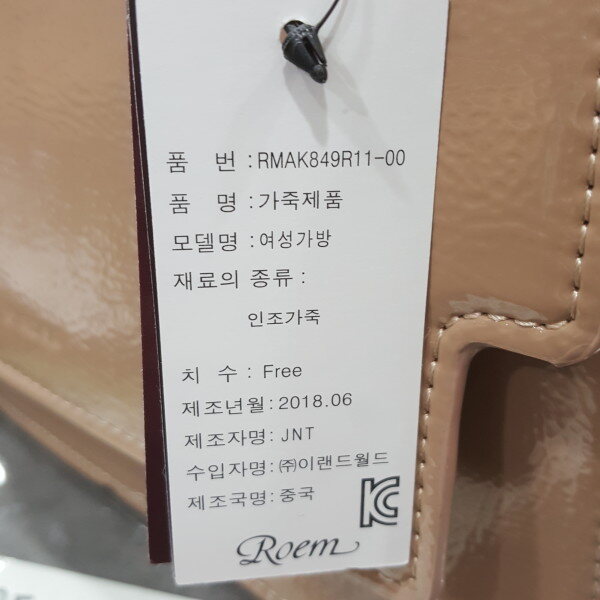 품 번 : RMAK849R11-00
품 명 : 가죽제품
모델명 : 여성가방
재료의 종류 :
인조가죽
치 수 : Free
제조년월 : 2018.06
제조자명 : JNT
수입자명 : ㈜이랜드월드
제조국명 : 중국
KC
Roem